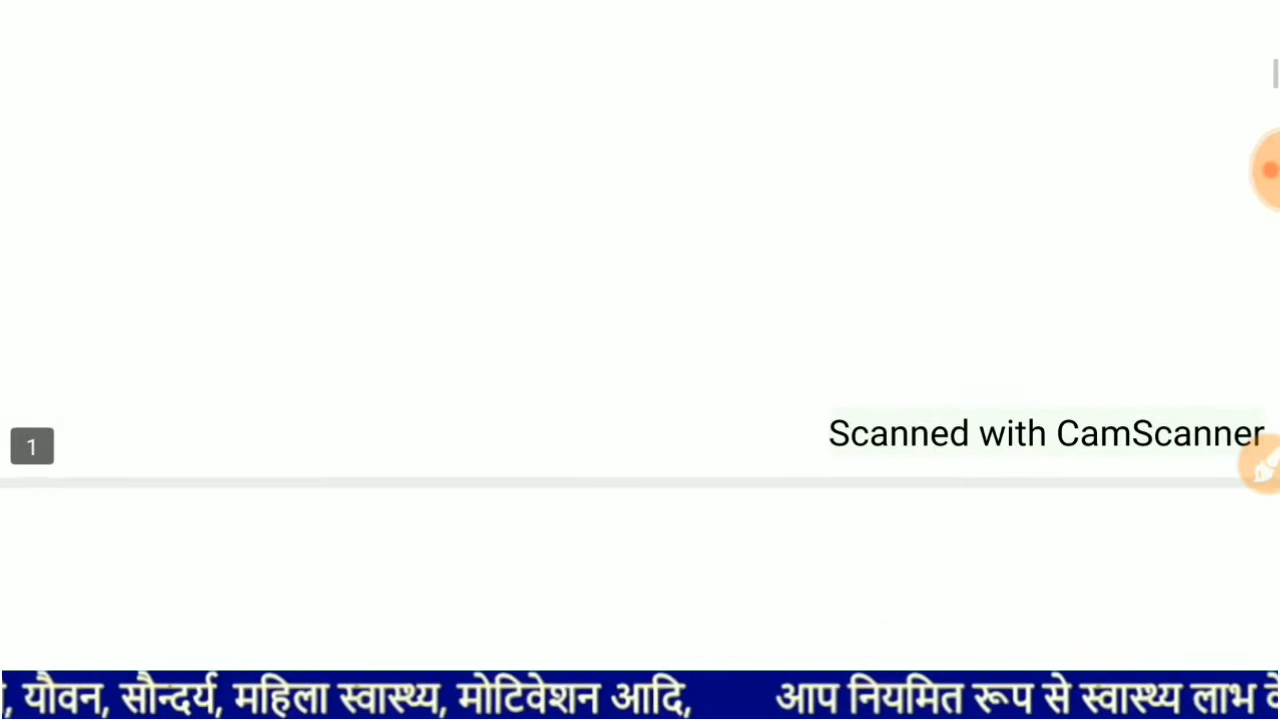 Scanned with CamScanner
1
, यौवन, सौन्दर्य, महिला स्वास्थ्य, मोटिवेशन आदि, आप नियमित रूप से स्वास्थ्य लाभ